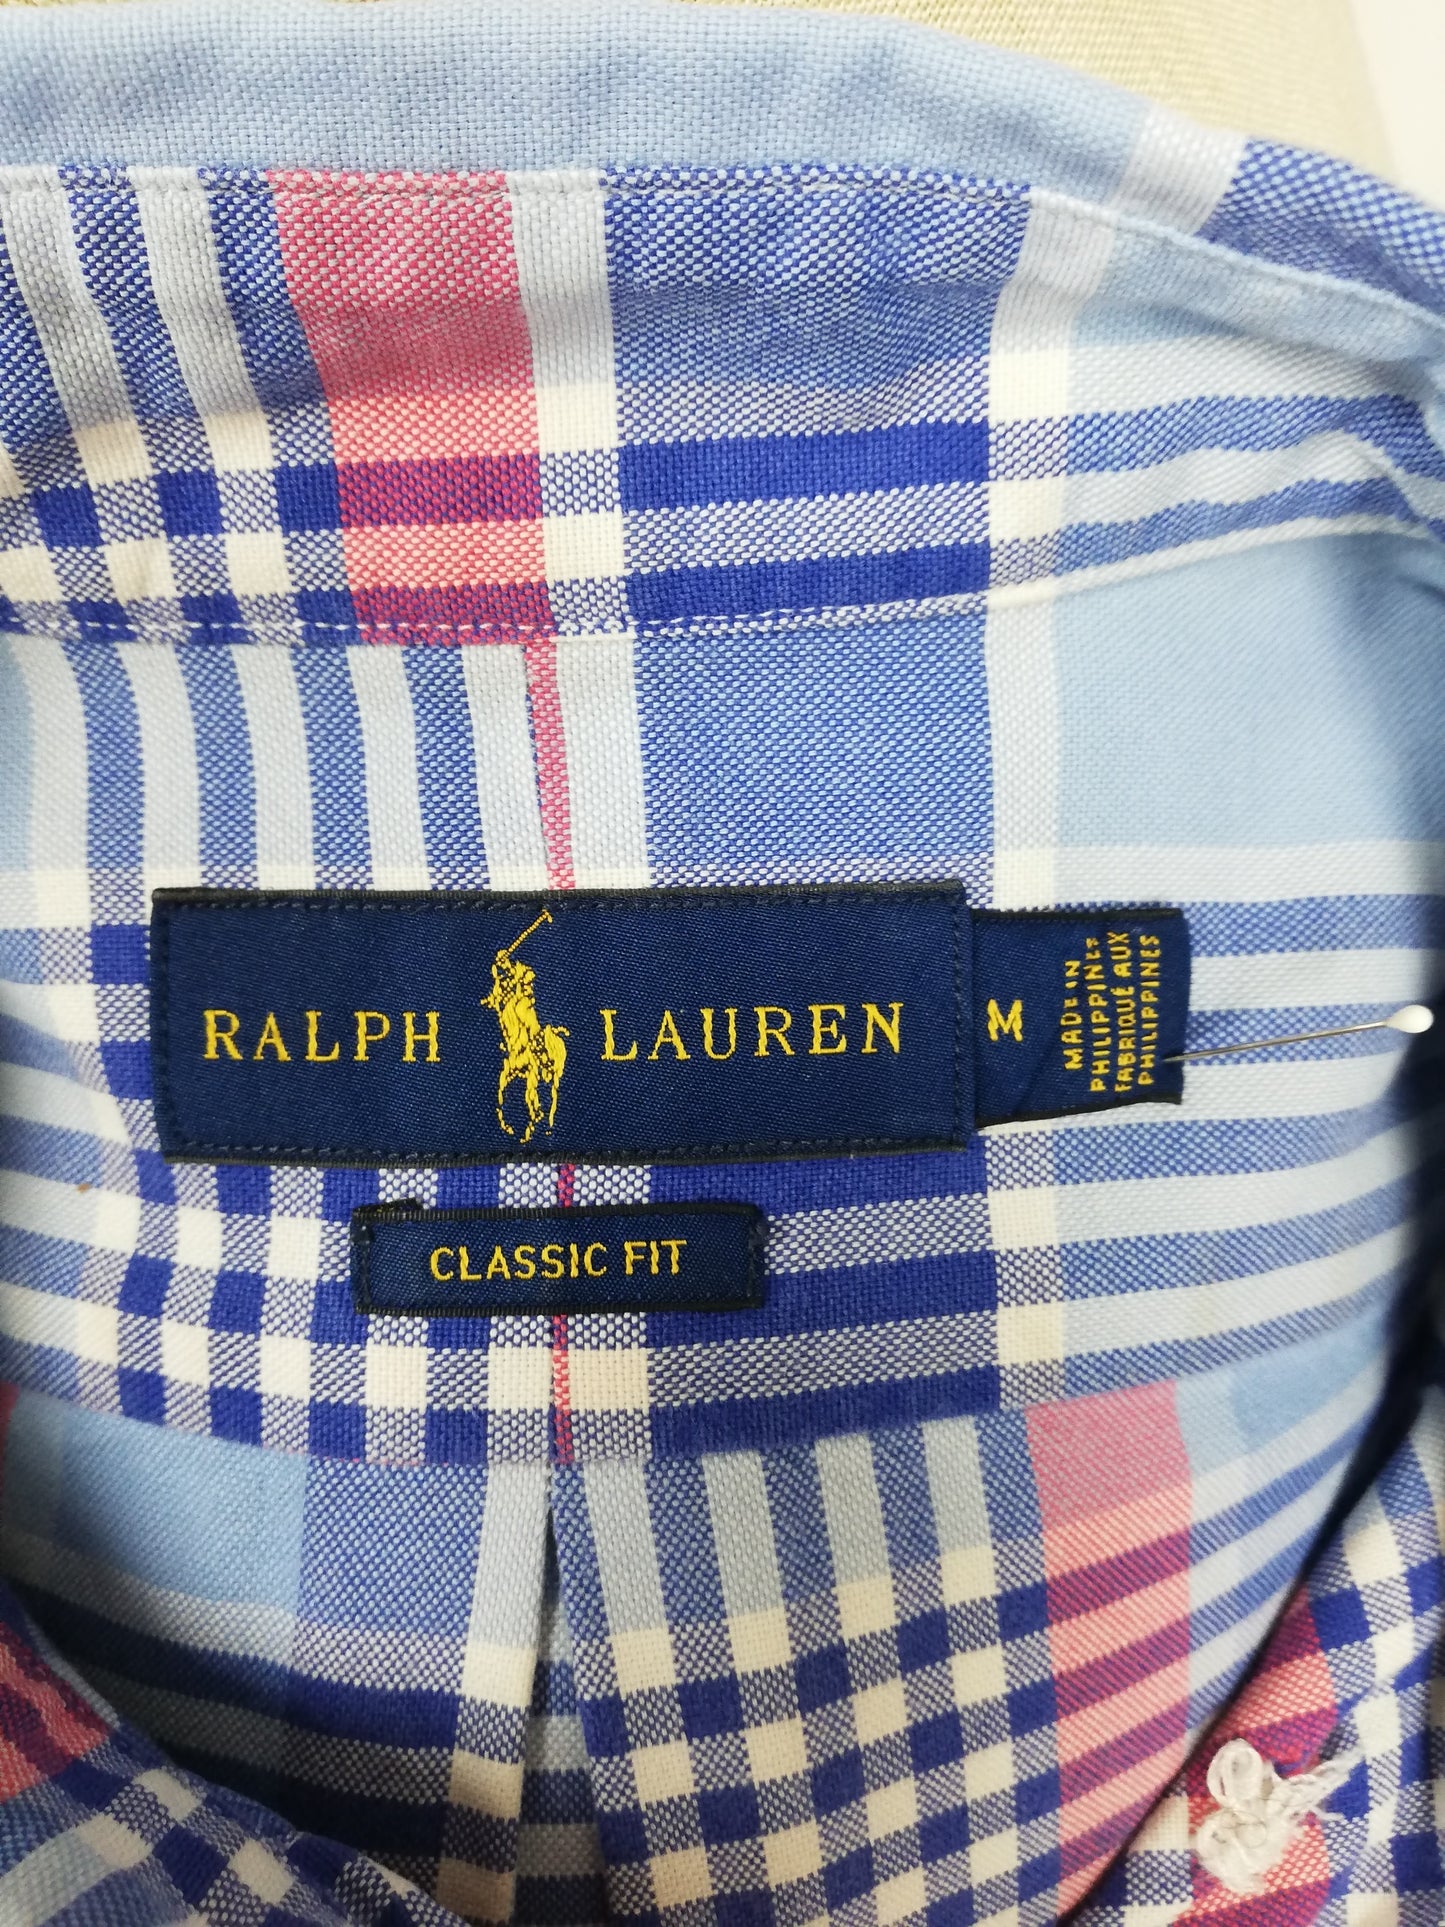 RALPH LAUREN
M
MADE IN
PHILIPPINES
FABRIQUÉ AUX
PHILIPPINES
CLASSIC FIT